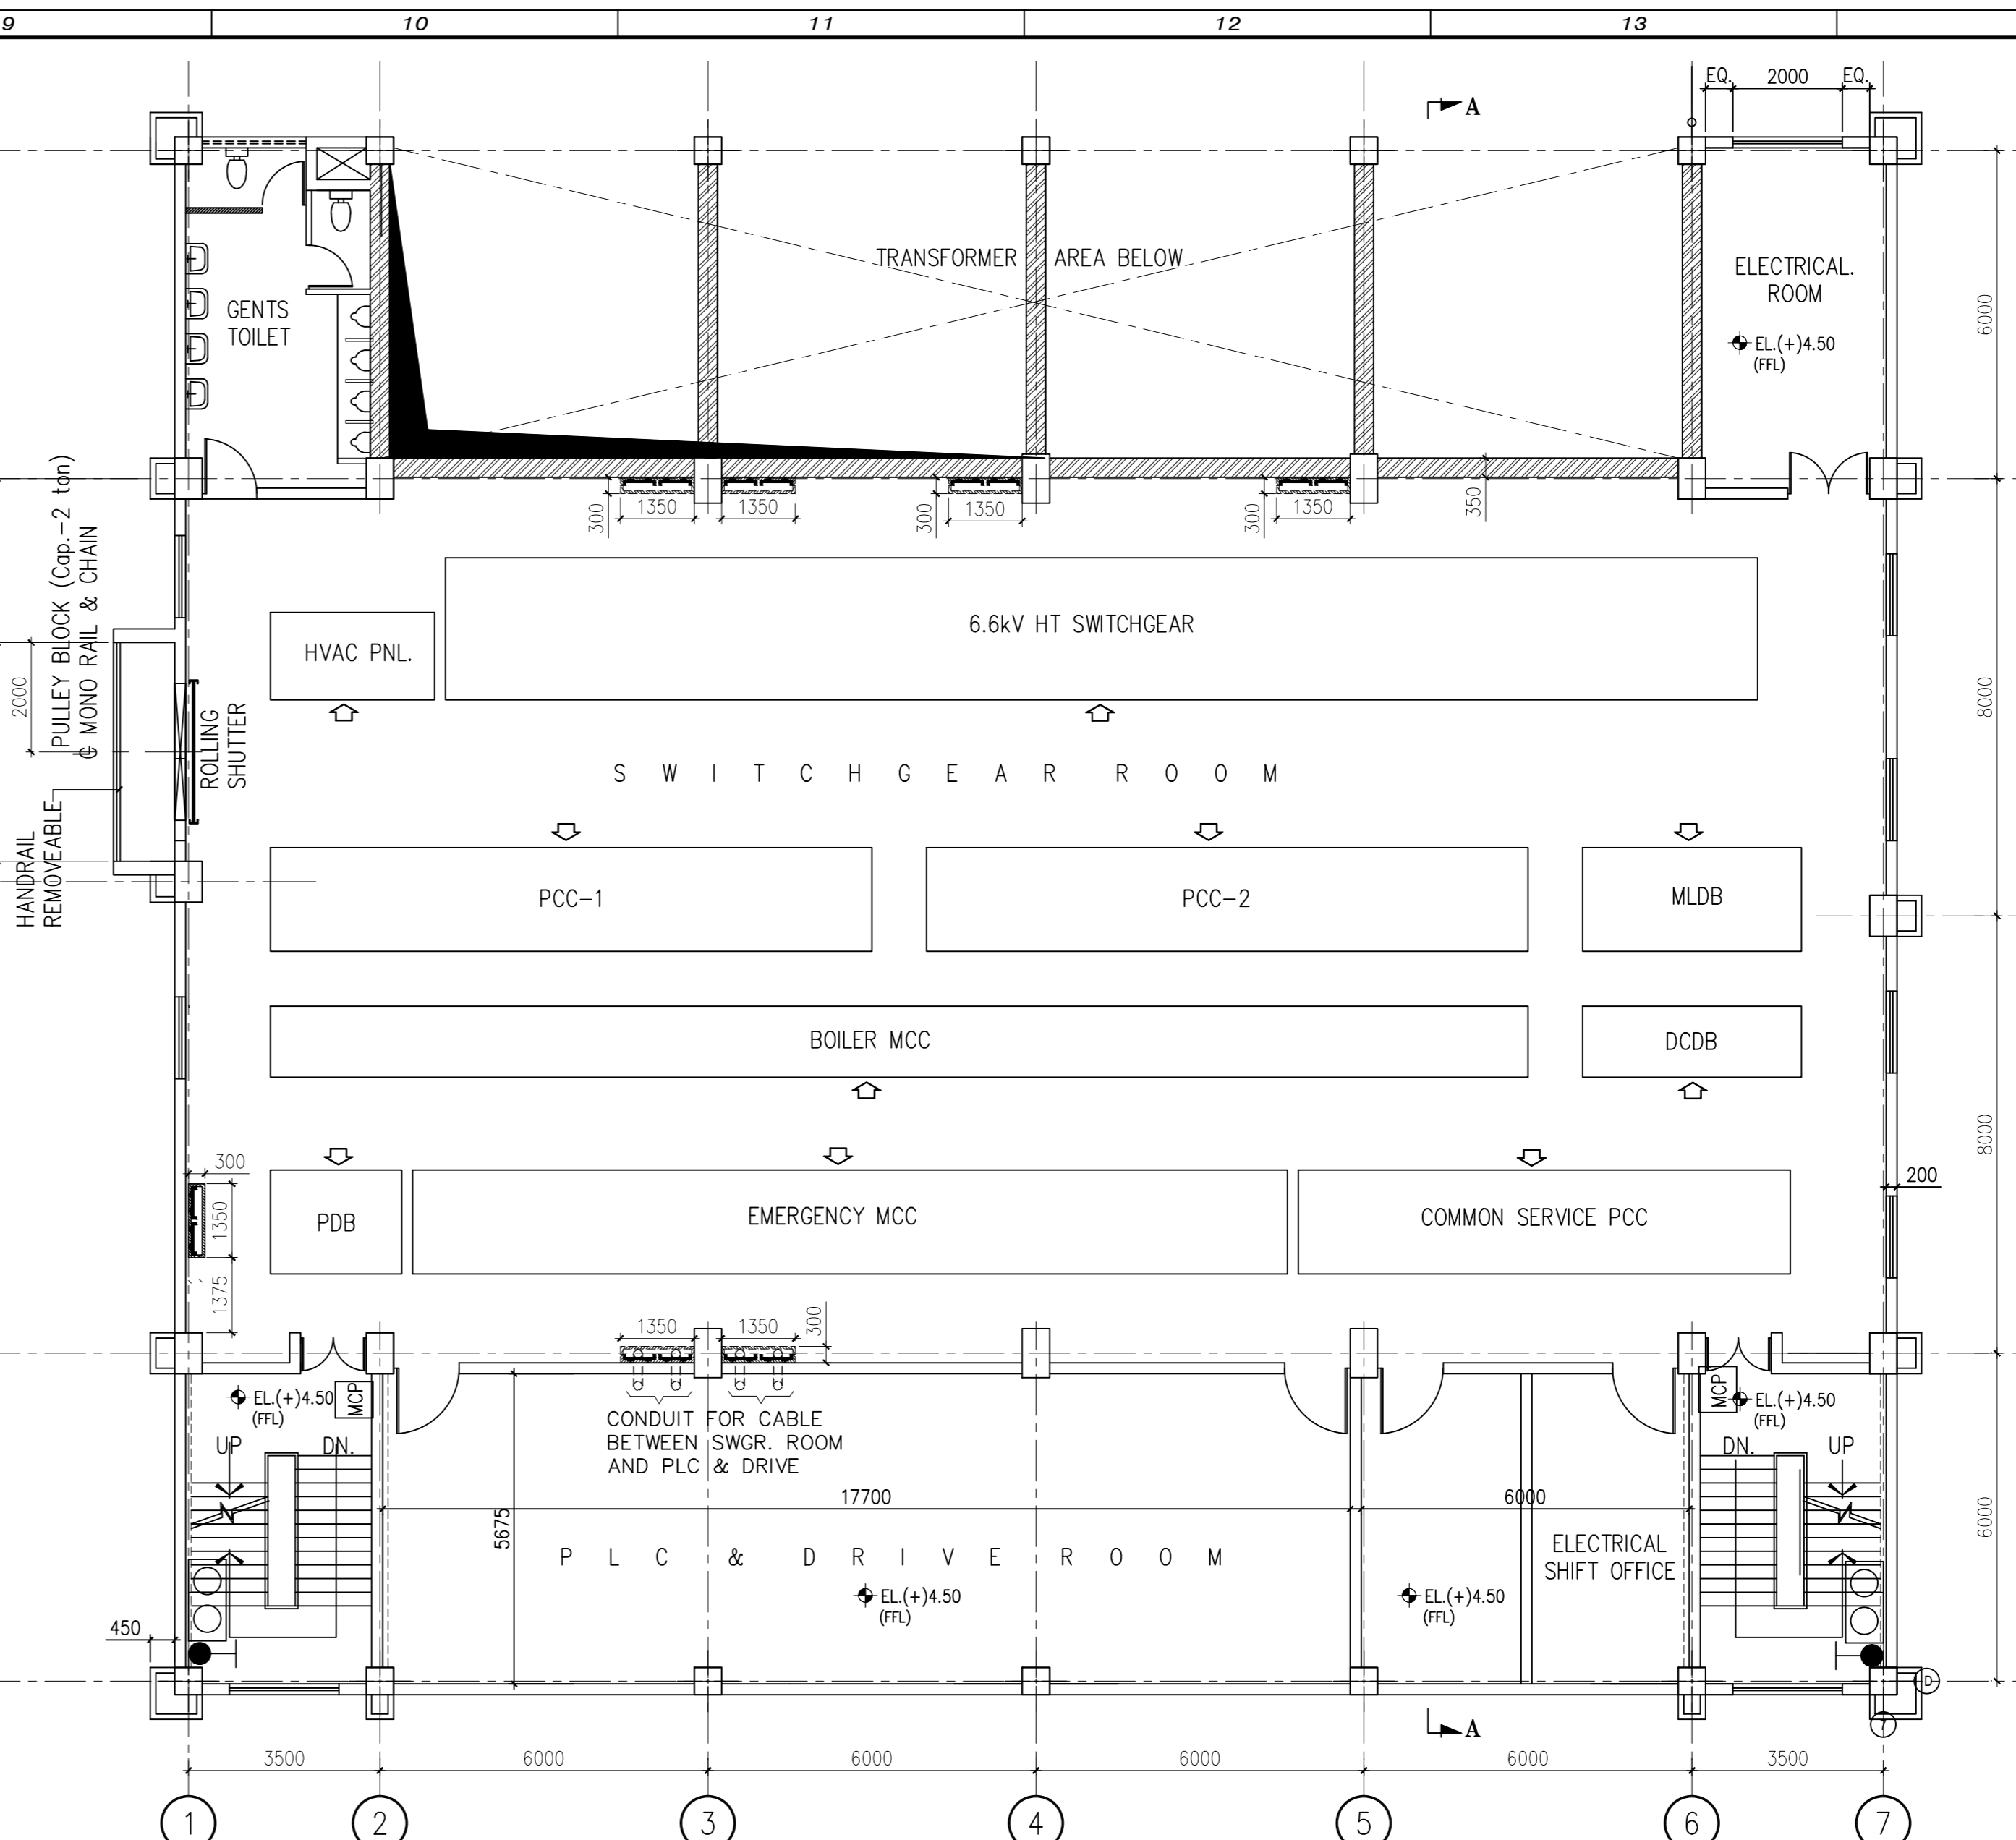 9
10
11
12
13
A
EQ.
2000
EQ.
TRANSFORMER AREA BELOW
ELECTRICAL.
ROOM
EL.(+)4.50
(FFL)
GENTS
TOILET
6000
300
1350
1350
300
1350
300
1350
350
PULLEY BLOCK (Cap.-2 ton)
℄ MONO RAIL & CHAIN
2000
ROLLING
SHUTTER
HANDRAIL
REMOVEABLE
HVAC PNL.
6.6kV HT SWITCHGEAR
8000
SWITCHGEAR ROOM
PCC-1
PCC-2
MLDB
BOILER MCC
DCDB
8000
300
1350
1375
PDB
EMERGENCY MCC
COMMON SERVICE PCC
200
1350
1350
300
EL.(+)4.50
(FFL)
MCP
UP
DN.
CONDUIT FOR CABLE
BETWEEN SWGR. ROOM
AND PLC & DRIVE
MCP
EL.(+)4.50
(FFL)
DN.
UP
17700
6000
5675
6000
PLC & DRIVE ROOM
EL.(+)4.50
(FFL)
EL.(+)4.50
(FFL)
ELECTRICAL
SHIFT OFFICE
450
D
7
A
3500
6000
6000
6000
6000
3500
1
2
3
4
5
6
7